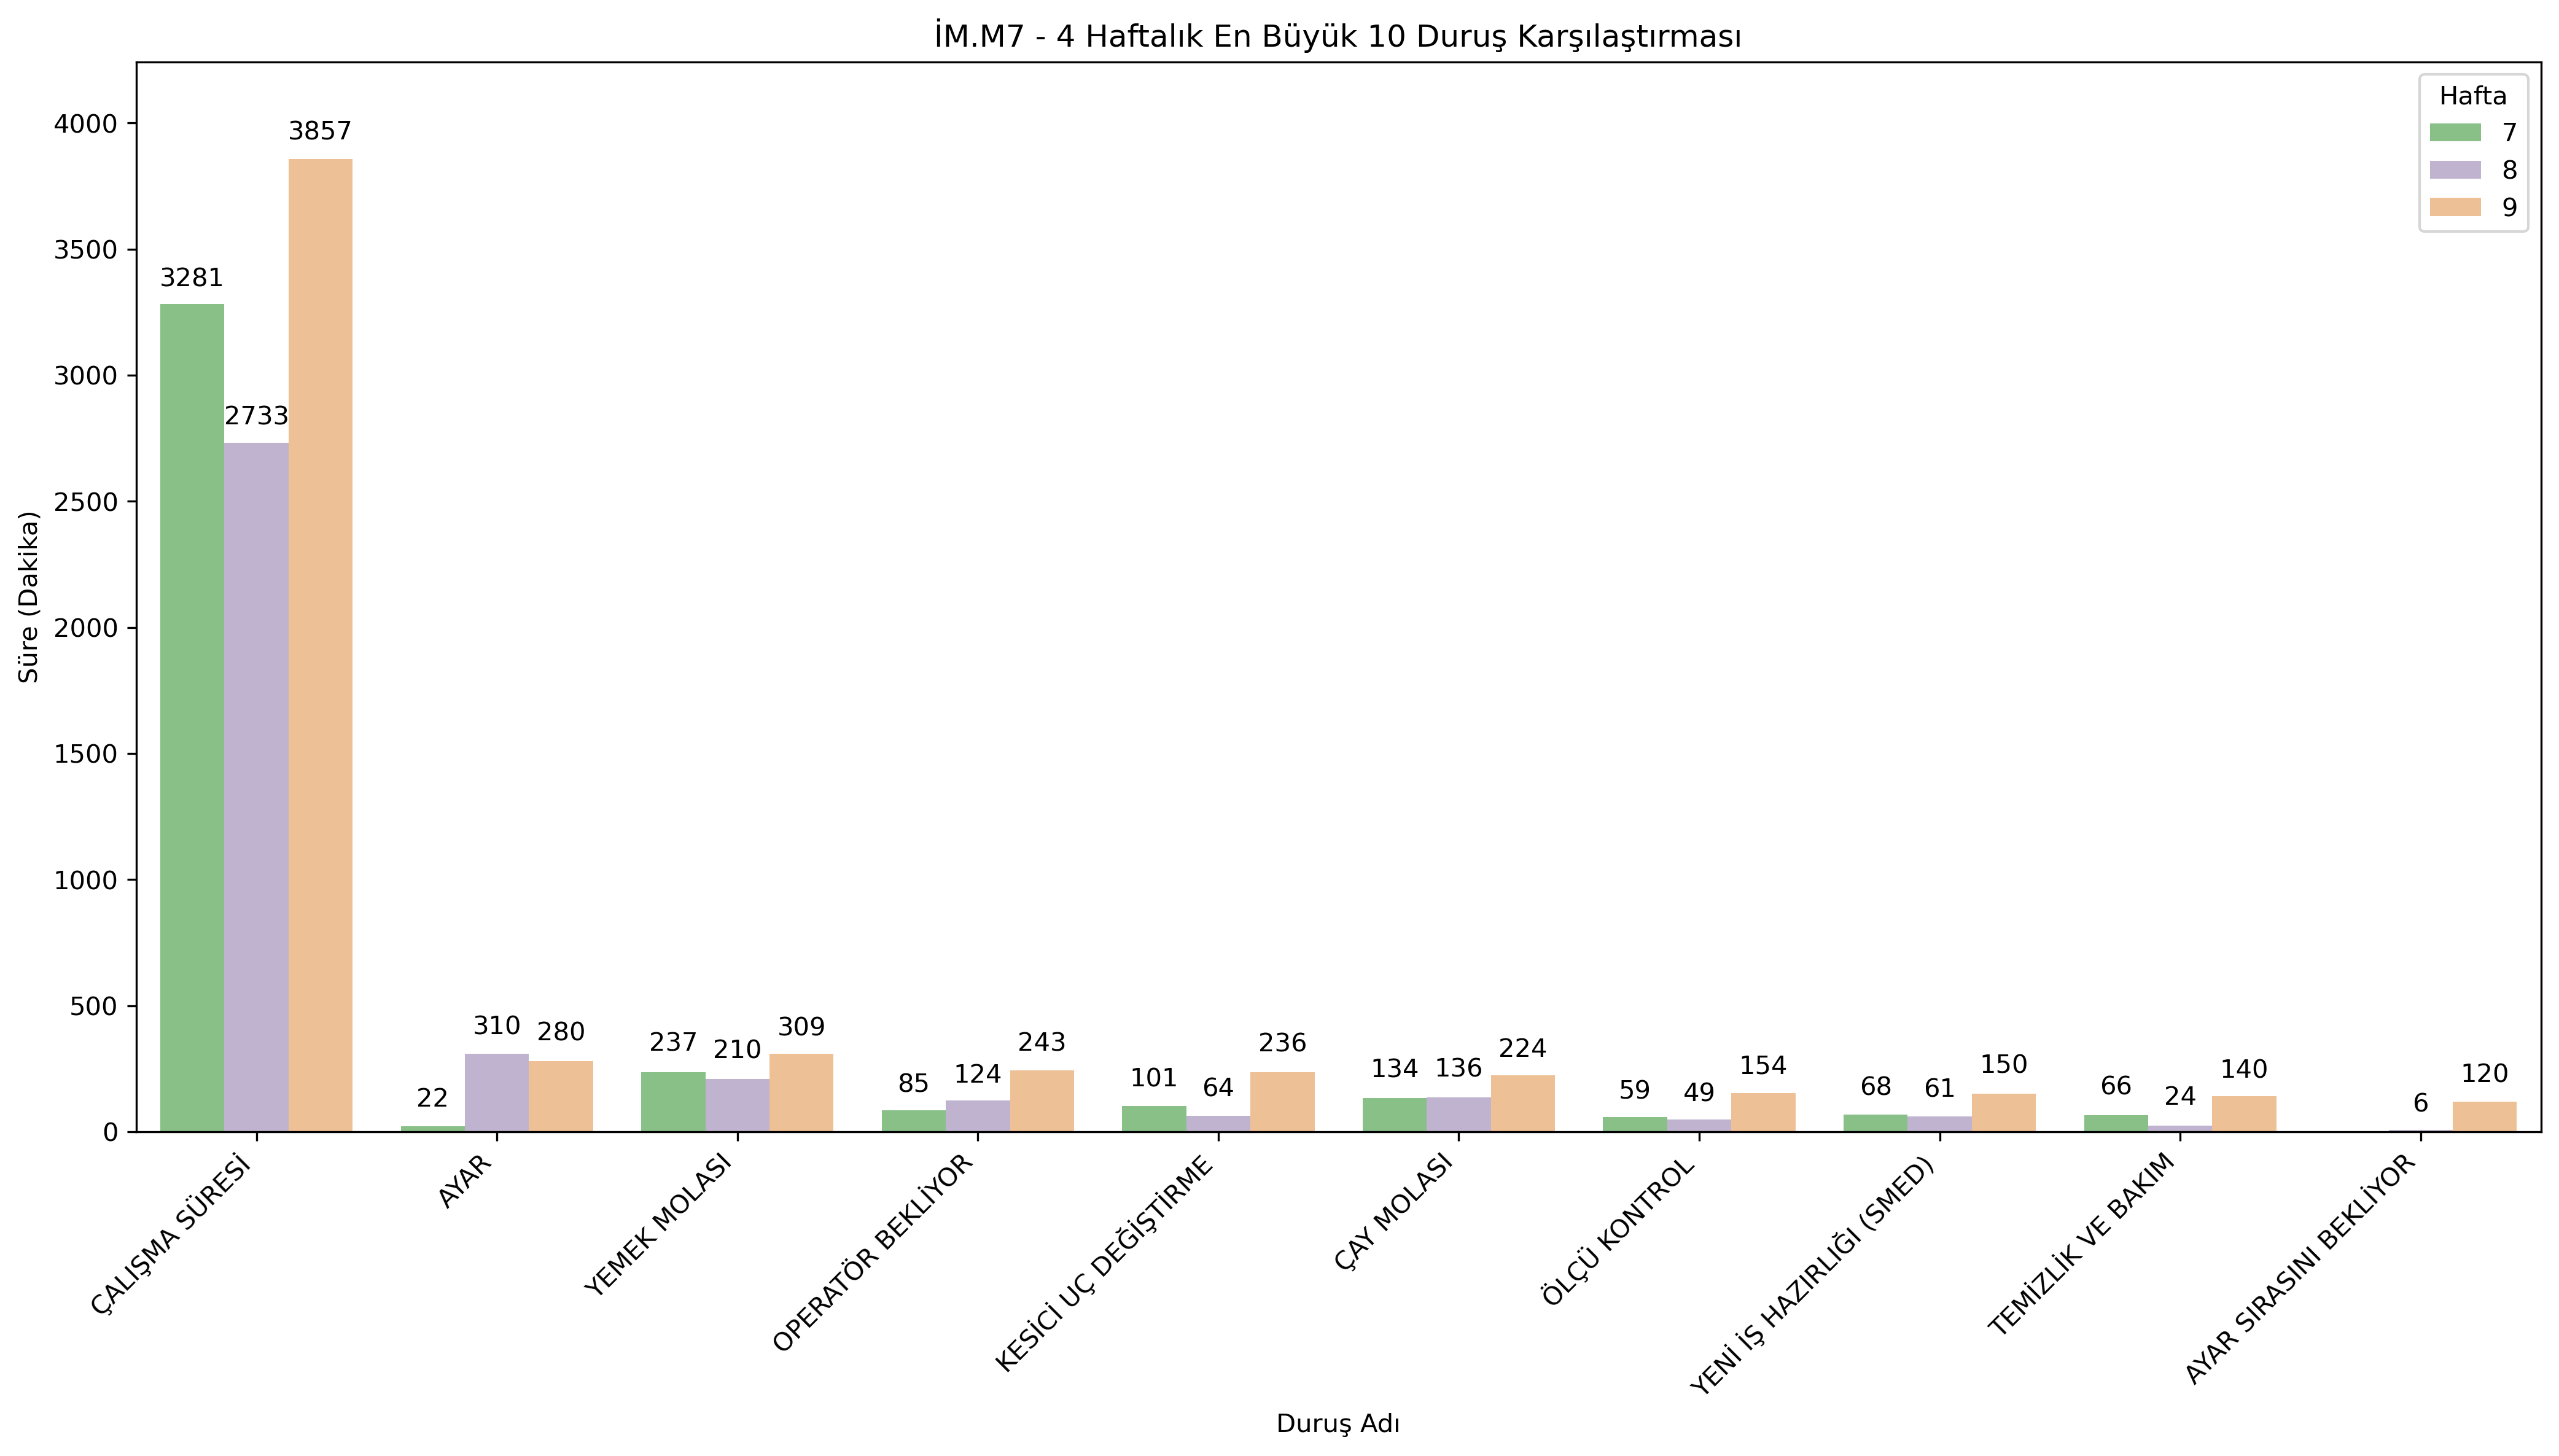 İM.M7 - 4 Haftalık En Büyük 10 Duruş Karşılaştırması
Hafta
7
8
9
Süre (Dakika)
4000
3500
3000
2500
2000
1500
1000
500
0
3281
2733
3857
22
310
280
237
210
309
85
124
243
101
64
236
134
136
224
59
49
154
68
61
150
66
24
140
6
120
ÇALIŞMA SÜRESİ
AYAR
YEMEK MOLASI
OPERATÖR BEKLİYOR
KESİCİ UÇ DEĞİŞTİRME
ÇAY MOLASI
ÖLÇÜ KONTROL
YENİ İŞ HAZIRLIĞI (SMED)
TEMİZLİK VE BAKIM
AYAR SIRASINI BEKLİYOR
Duruş Adı